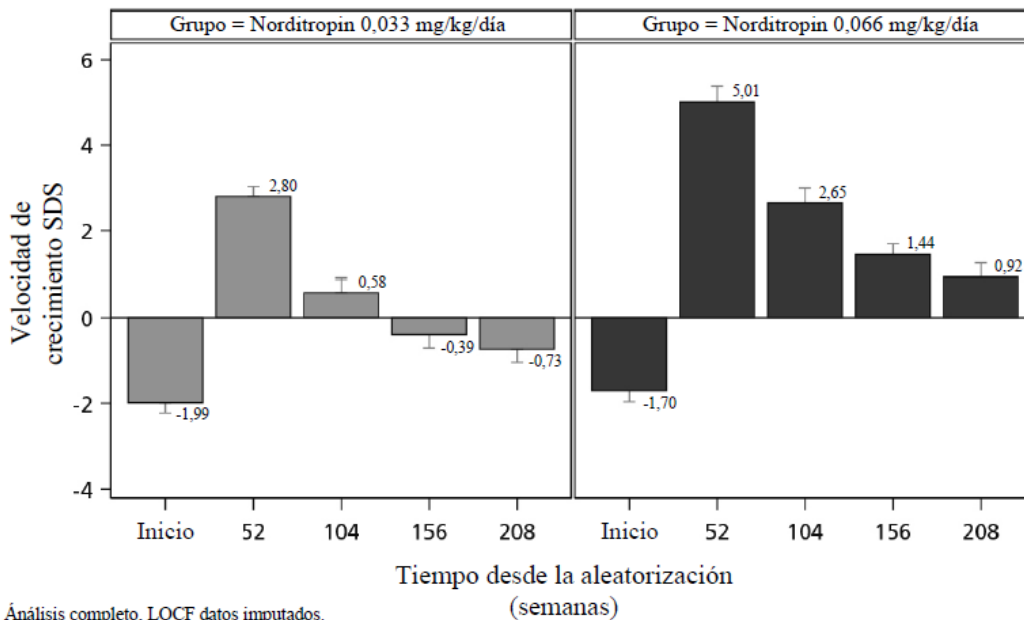 Grupo = Norditropin 0,033 mg/kg/día
Grupo = Norditropin 0,066 mg/kg/día
Velocidad de
crecimiento SDS
6
4
2
0
-2
-4
-1,99
2,80
0,58
-0,39
-0,73
-1,70
5,01
2,65
1,44
0,92
Inicio 52 104 156 208
Inicio 52 104 156 208
Tiempo desde la aleatorización
(semanas)
Ánálisis completo. LOCF datos imputados.